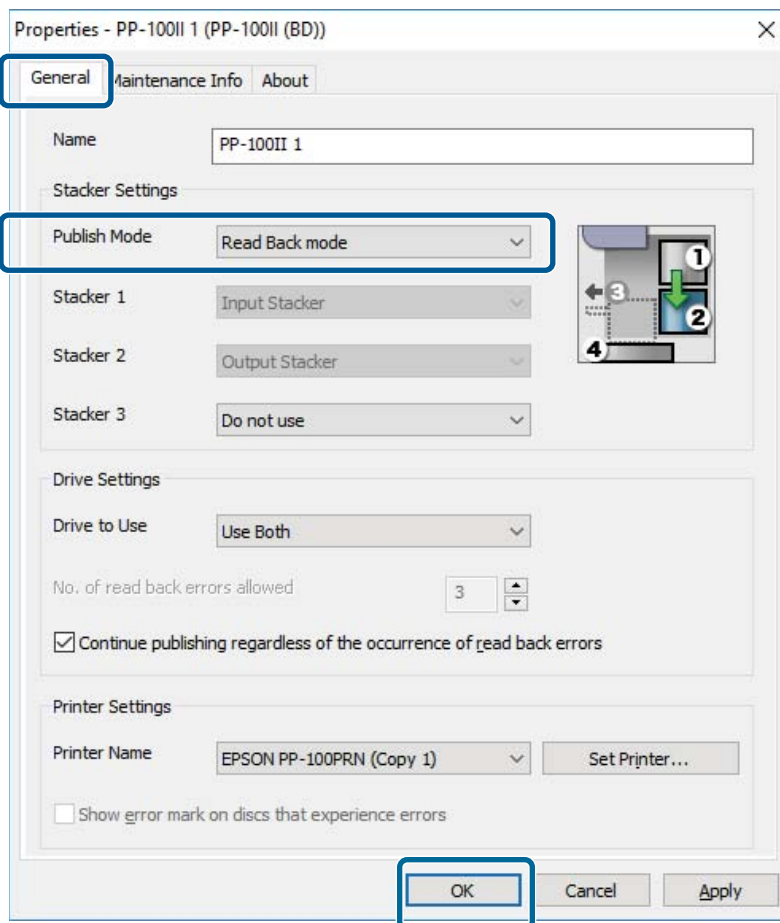 Properties - PP-100II 1 (PP-100II (BD))
General Maintenance Info About
Name PP-100II 1
Stacker Settings
Publish Mode Read Back mode
Stacker 1 Input Stacker
Stacker 2 Output Stacker
Stacker 3 Do not use
1
3
2
4
Drive Settings
Drive to Use Use Both
No. of read back errors allowed 3
Continue publishing regardless of the occurrence of read back errors
Printer Settings
Printer Name EPSON PP-100PRN (Copy 1) Set Printer...
Show error mark on discs that experience errors
OK Cancel Apply